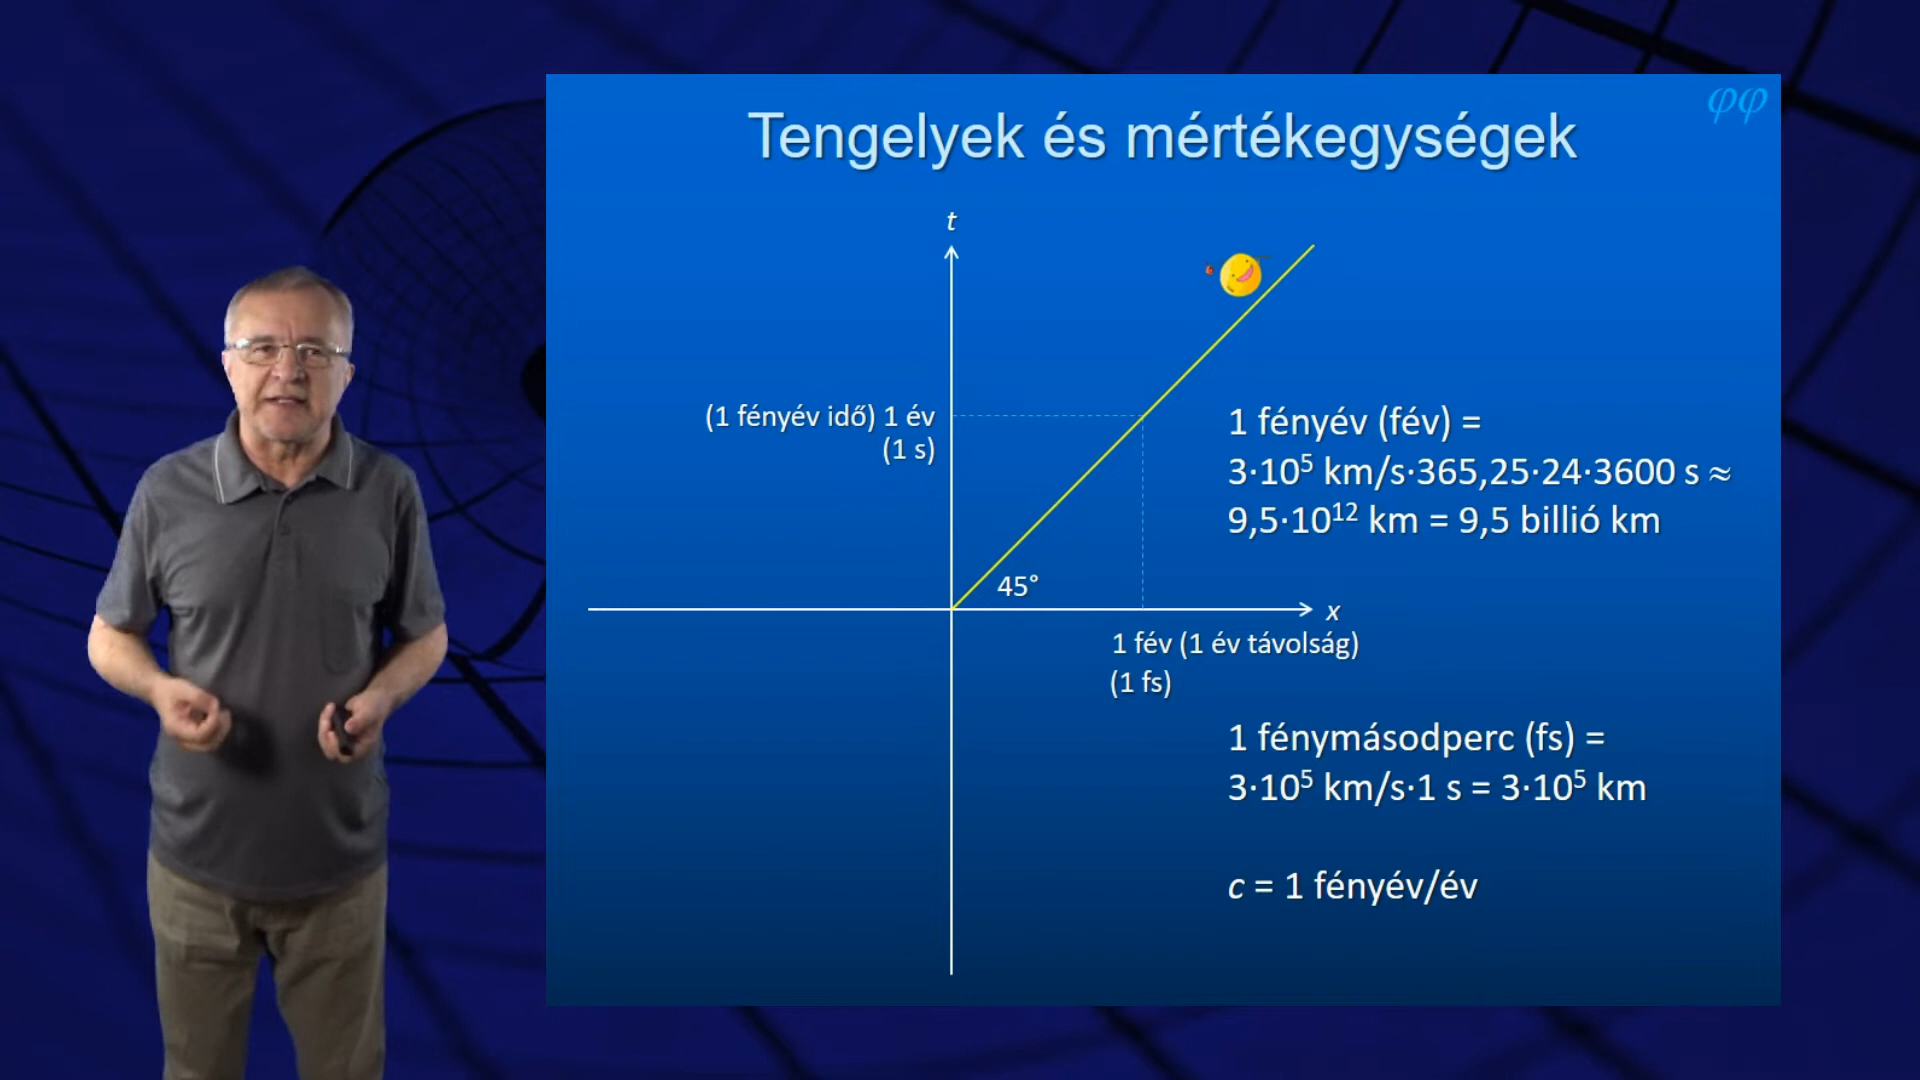 φφ
Tengelyek és mértékegységek
t
(1 fényév idő) 1 év
(1 s)
45°
x
1 fév (1 év távolság)
(1 fs)
1 fényév (fév) =
3·10⁵ km/s·365,25·24·3600 s ≈
9,5·10¹² km = 9,5 billió km
1 fénymásodperc (fs) =
3·10⁵ km/s·1 s = 3·10⁵ km
c = 1 fényév/év